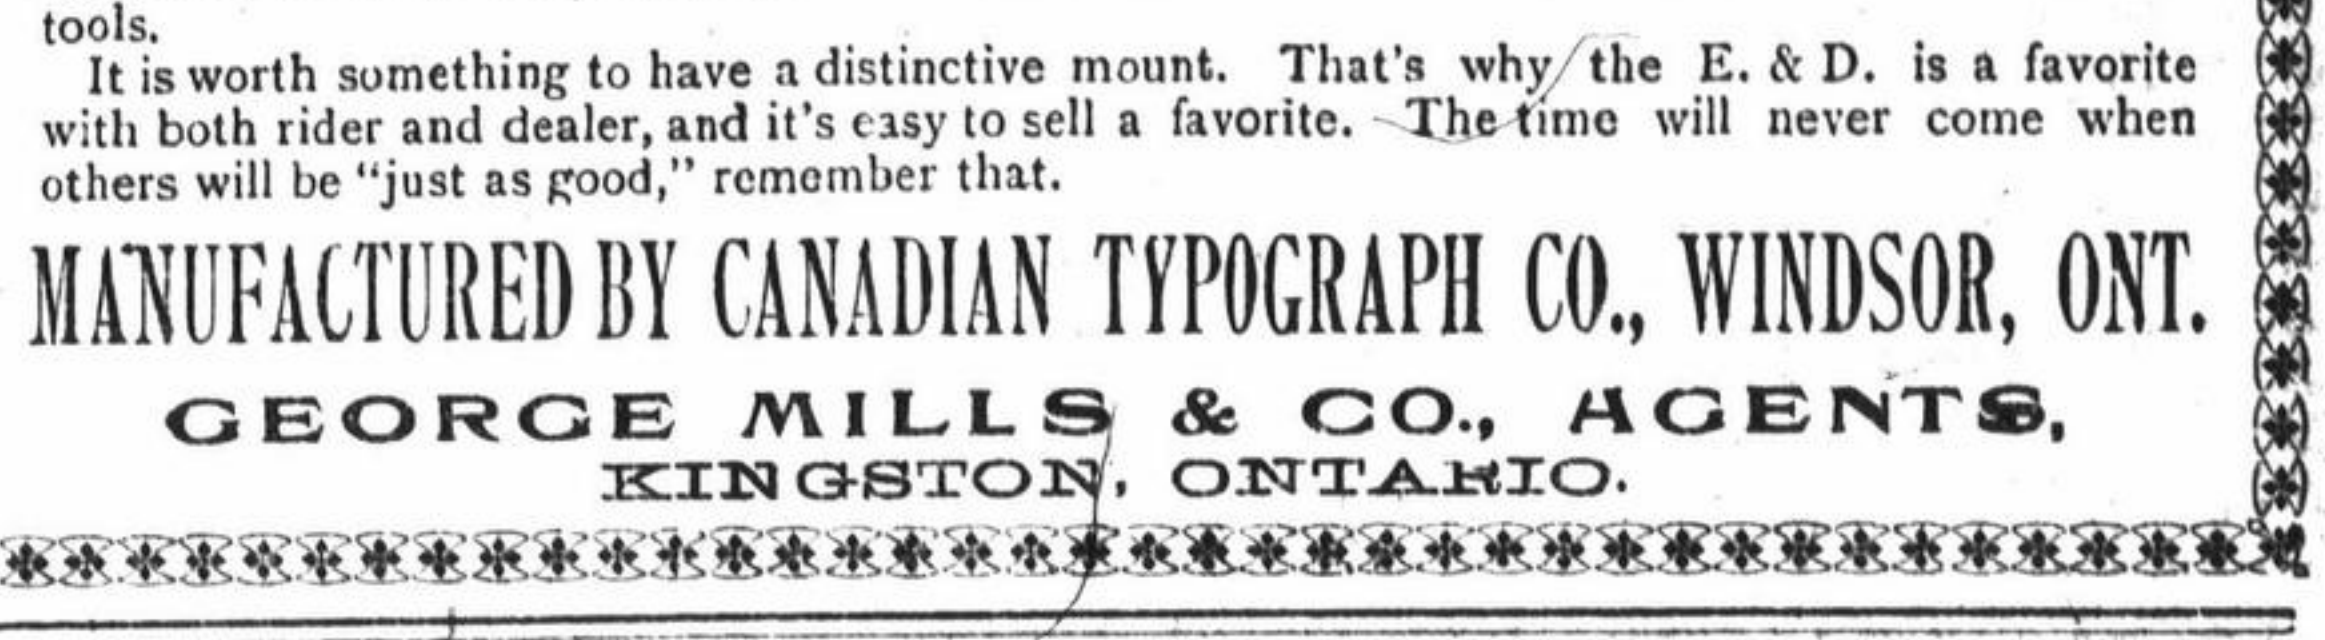 tools.
It is worth something to have a distinctive mount. That's why the E. & D. is a favorite
with both rider and dealer, and it's easy to sell a favorite. The time will never come when
others will be "just as good," remember that.
MANUFACTURED BY CANADIAN TYPOGRAPH CO., WINDSOR, ONT.
GEORGE MILLS & CO., AGENTS,
KINGSTON, ONTARIO.